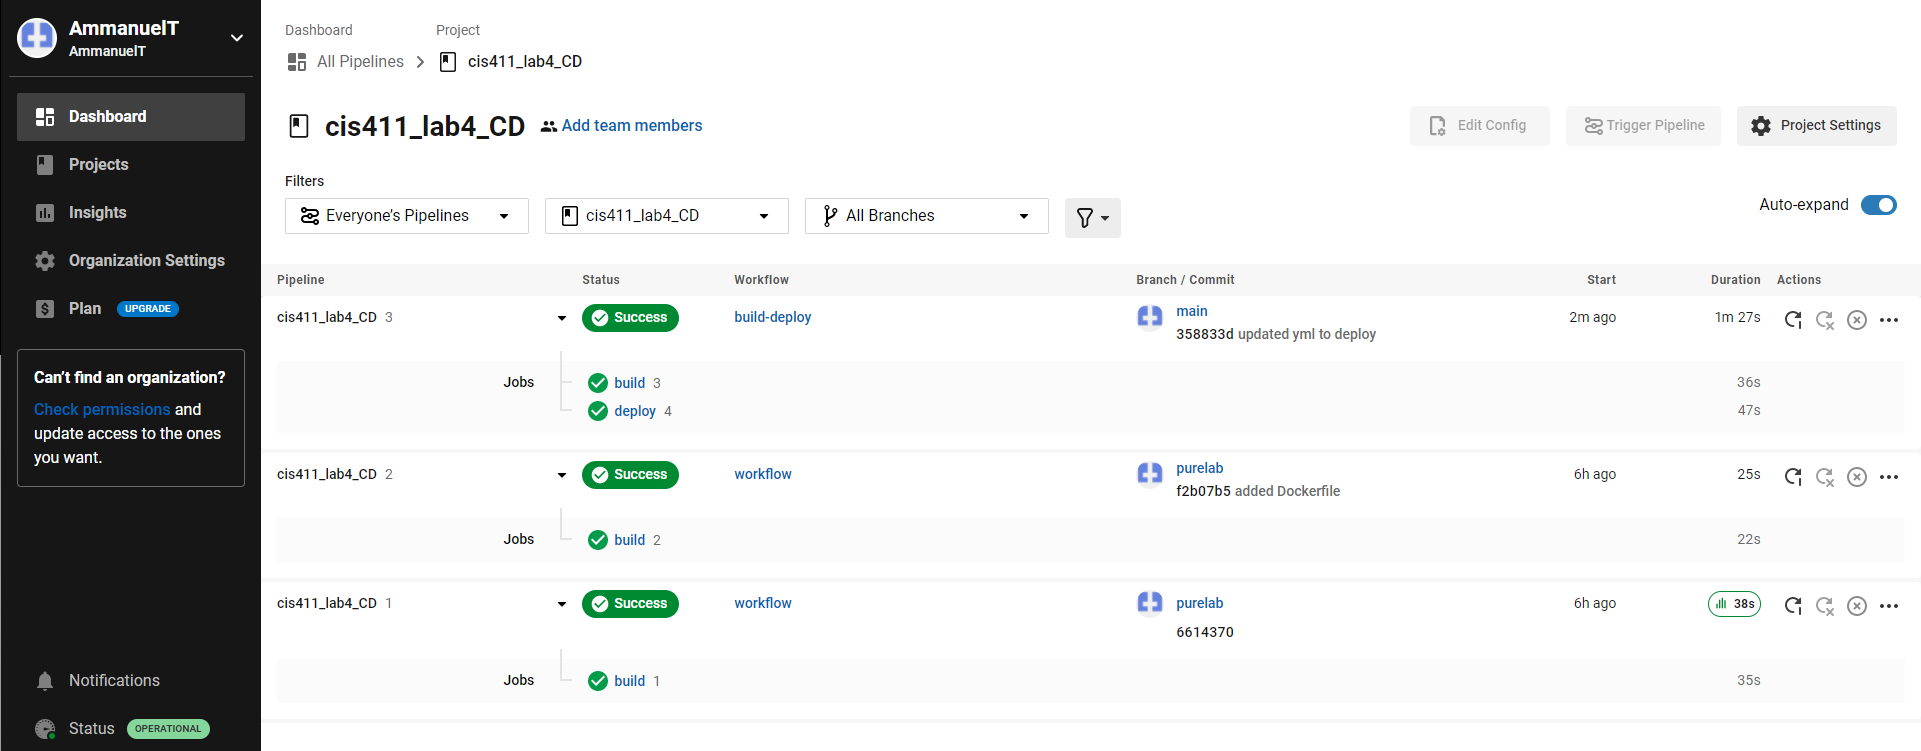 AmmanuelT
AmmanuelT
Dashboard
Projects
Insights
Organization Settings
Plan UPGRADE
Can't find an organization?
Check permissions and
update access to the ones
you want.
Notifications
Status OPERATIONAL
Dashboard Project
All Pipelines cis411_lab4_CD
cis411_lab4_CD Add team members
Edit Config Trigger Pipeline Project Settings
Filters
Everyone's Pipelines cis411_lab4_CD All Branches
Auto-expand
Pipeline Status Workflow Branch / Commit Start Duration Actions
cis411_lab4_CD 3 Success build-deploy main 2m ago 1m 27s
358833d updated yml to deploy
Jobs build 3 36s
deploy 4 47s
cis411_lab4_CD 2 Success workflow purelab 6h ago 25s
f2b07b5 added Dockerfile
Jobs build 2 22s
cis411_lab4_CD 1 Success workflow purelab 6h ago 38s
6614370
Jobs build 1 35s